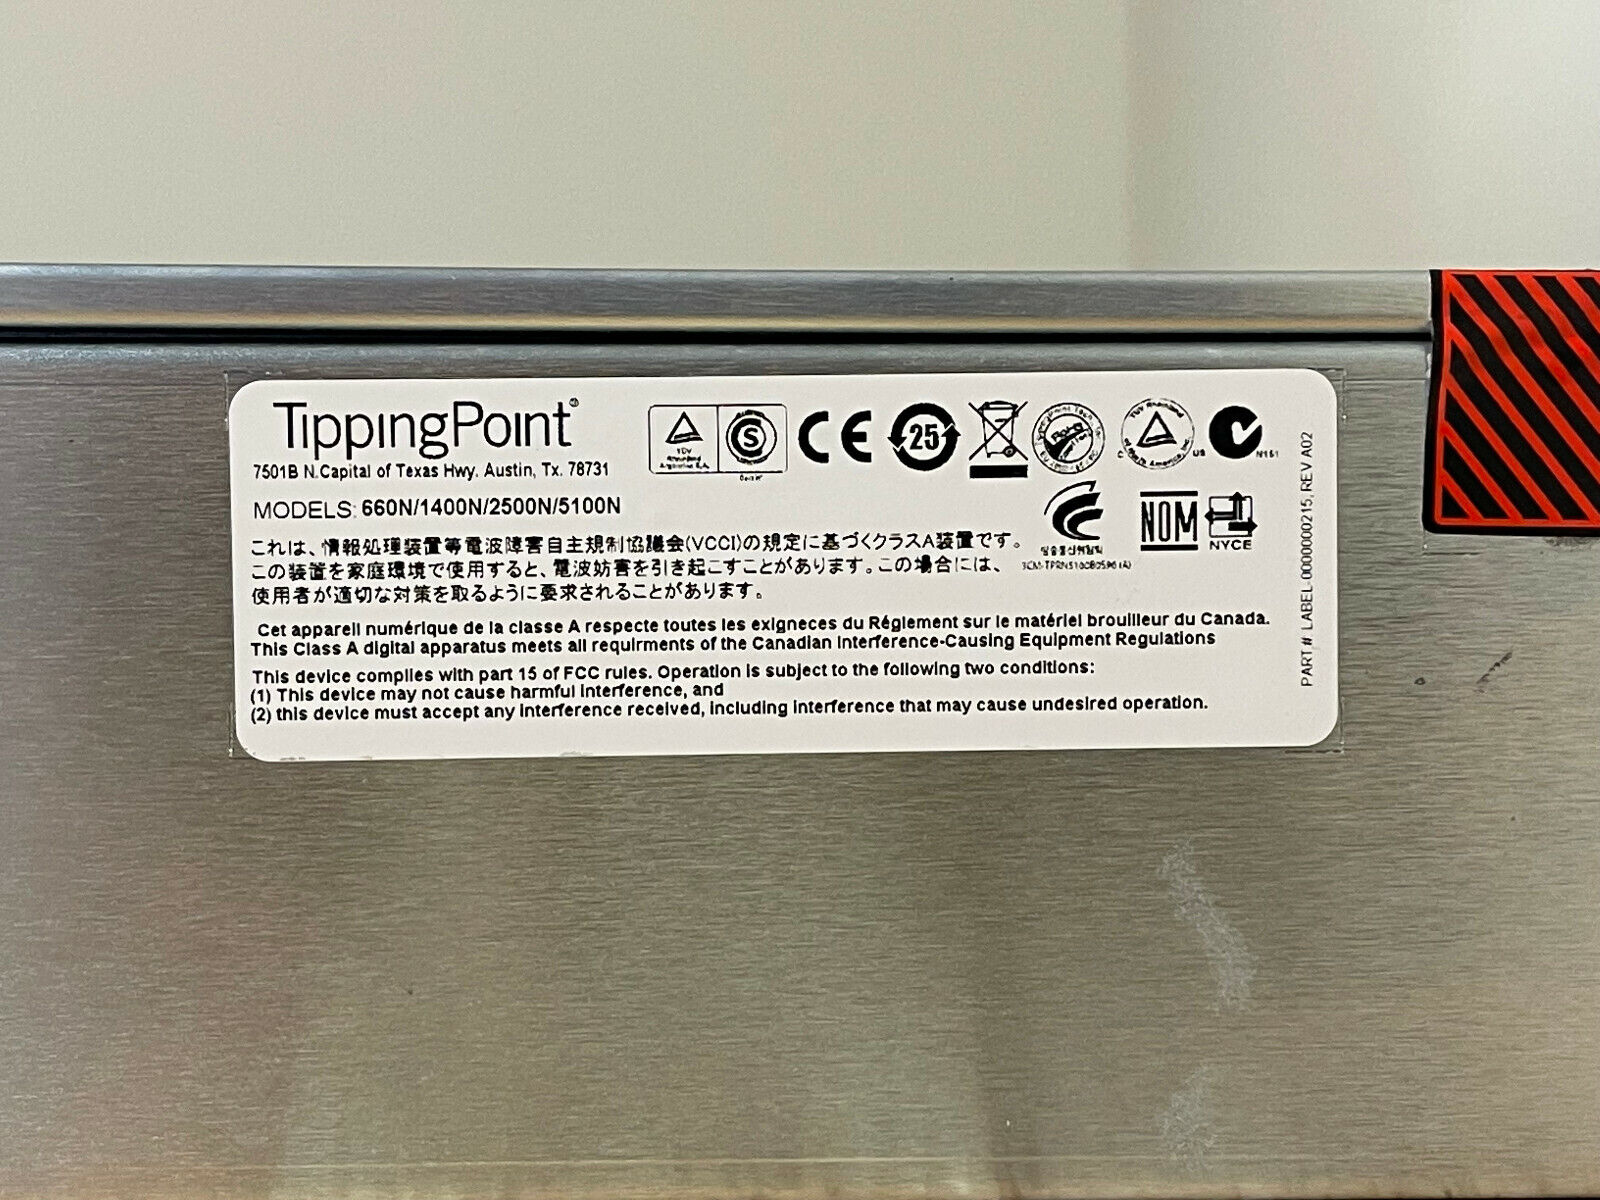 TippingPoint
7501B N.Capital of Texas Hwy. Austin, Tx. 78731
MODELS: 660N/1400N/2500N/5100N
25
N151
NOM
NYCE
これは、情報処理装置等電波障害自主規制協議会(VCCI)の規定に基づくクラスA装置です。
この装置を家庭環境で使用すると、電波妨害を引き起こすことがあります。この場合には、
使用者が適切な対策を取るように要求されることがあります。
Cet appareil numérique de la classe A respecte toutes les exigneces du Réglement sur le matériel brouilleur du Canada.
This Class A digital apparatus meets all requirments of the Canadian Interference-Causing Equipment Regulations
This device complies with part 15 of FCC rules. Operation is subject to the following two conditions:
(1) This device may not cause harmful interference, and
(2) this device must accept any interference received, including interference that may cause undesired operation.
PART # LABEL-0000000215, REV A02